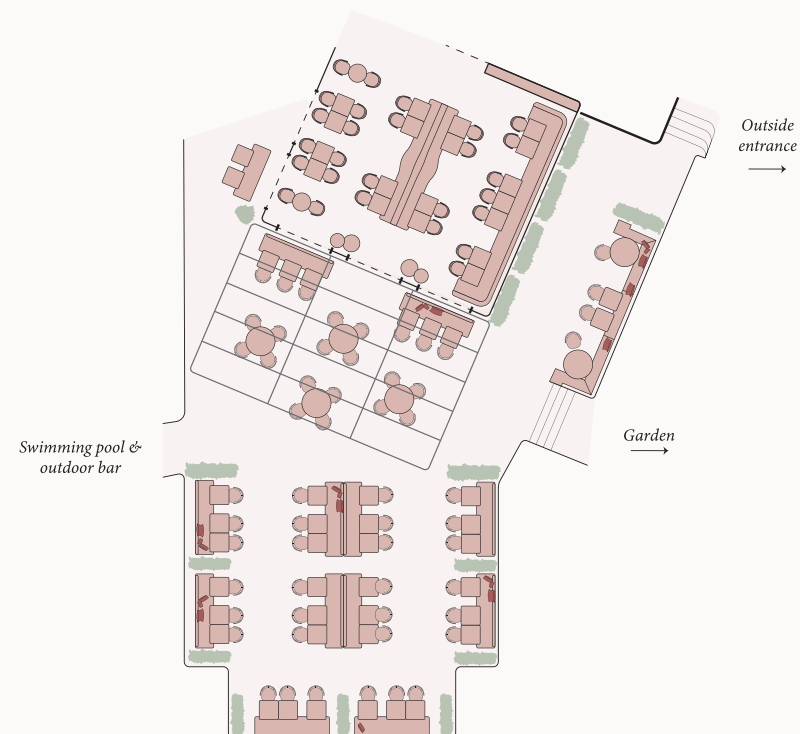 Outside
entrance
Swimming pool &
outdoor bar
Garden